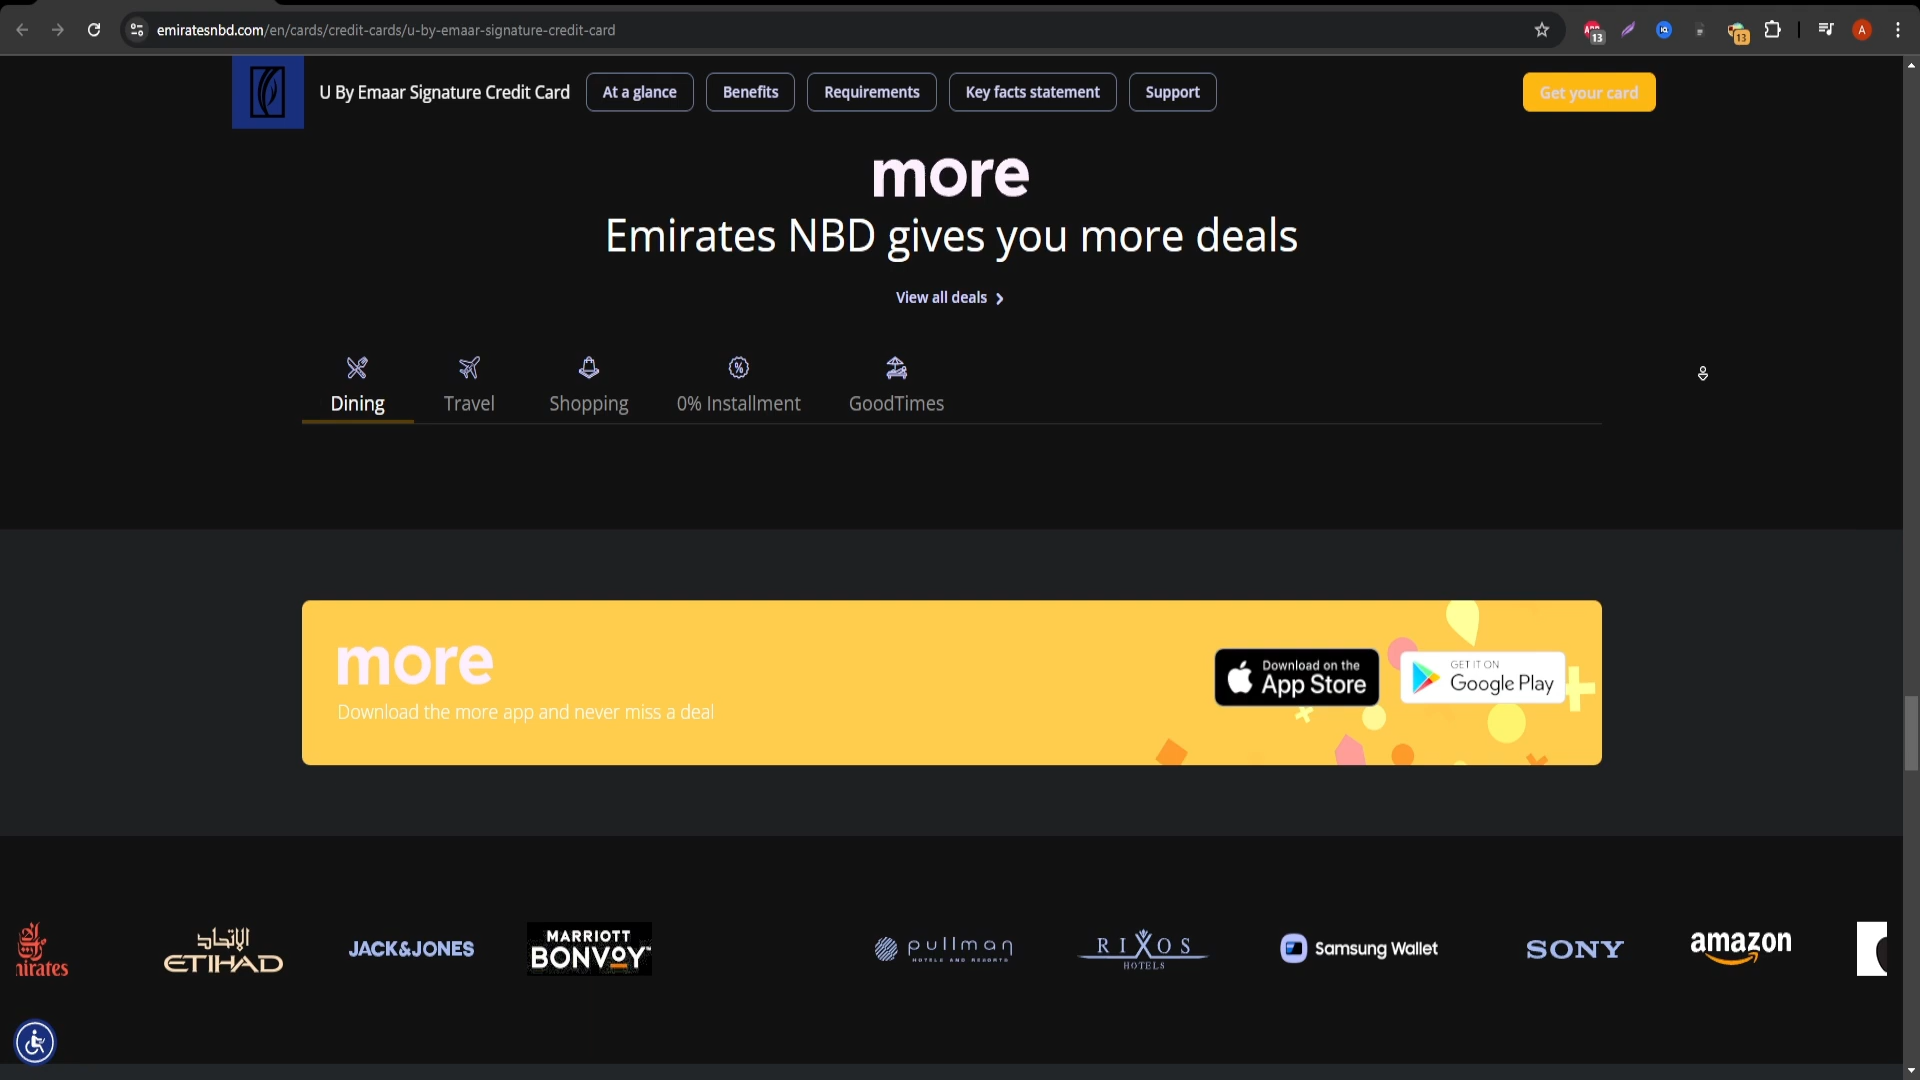 emiratesnbd.com/en/cards/credit-cards/u-by-emaar-signature-credit-card
13
13
A
U By Emaar Signature Credit Card
At a glance
Benefits
Requirements
Key facts statement
Support
Get your card
more
Emirates NBD gives you more deals
View all deals
Dining
Travel
Shopping
0% Installment
GoodTimes
more
Download the more app and never miss a deal
Download on the
App Store
GET IT ON
Google Play
الإتحاد
ETIHAD
JACK&JONES
MARRIOTT
BONVOY
pullman
HOTELS AND RESORTS
RIXOS
HOTELS
Samsung Wallet
SONY
amazon